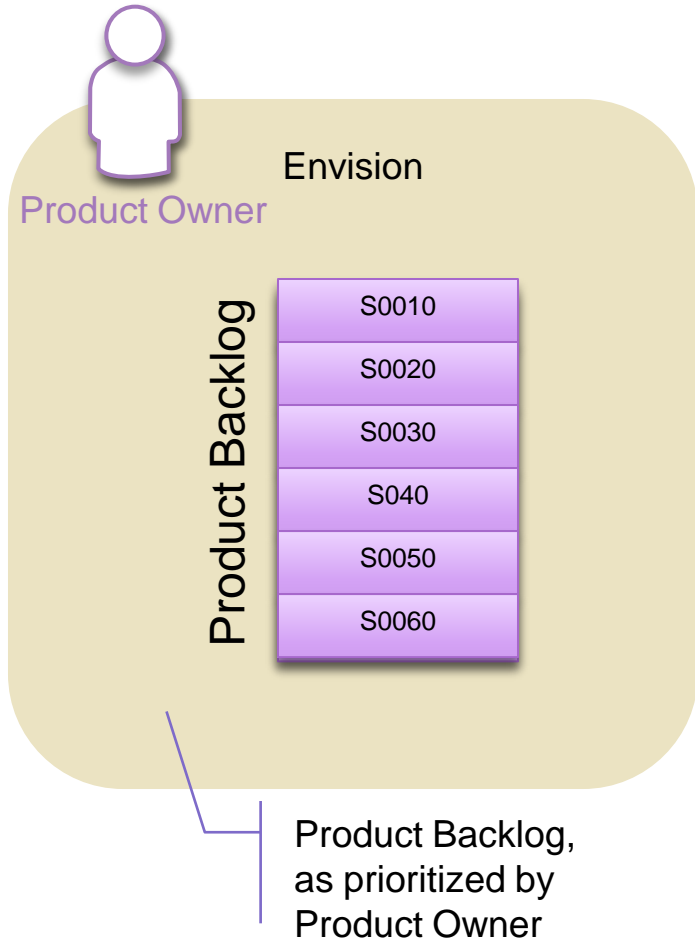 Envision
Product Owner
Product Backlog
S0010
S0020
S0030
S040
S0050
S0060
Product Backlog,
as prioritized by
Product Owner